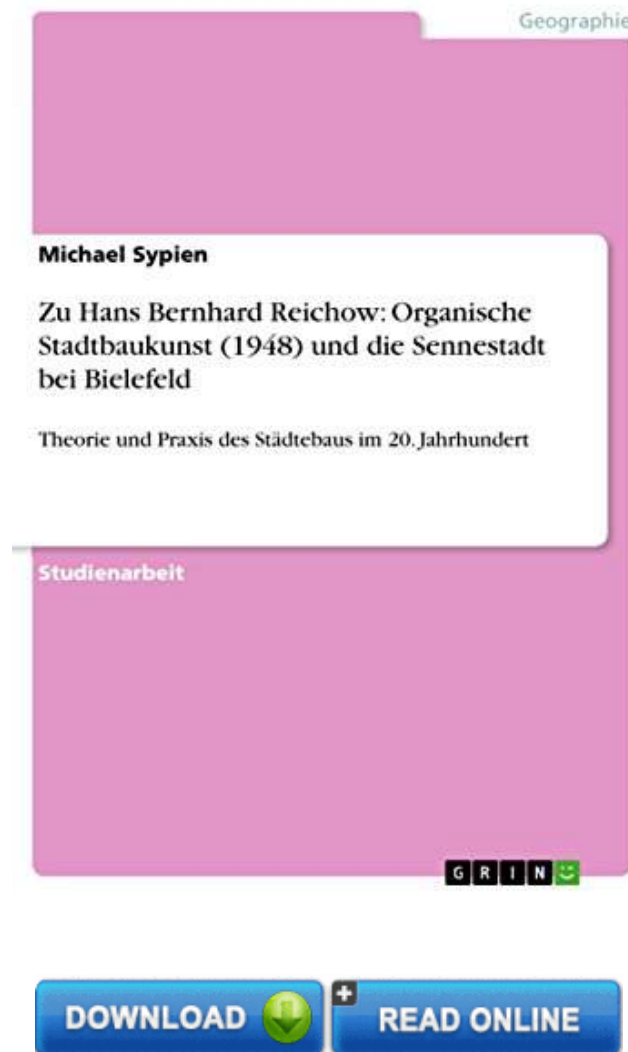 Geographie
Michael Sypien
Zu Hans Bernhard Reichow: Organische
Stadtbaukunst (1948) und die Sennestadt
bei Bielefeld
Theorie und Praxis des Städtebaus im 20. Jahrhundert
Studienarbeit
GRIN
DOWNLOAD
READ ONLINE